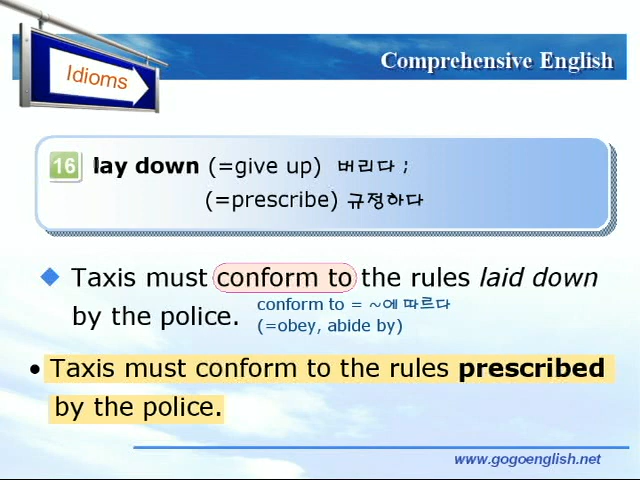 Idioms
Comprehensive English
16 lay down (=give up) 버리다 ;
(=prescribe) 규정하다
Taxis must conform to the rules laid down
by the police.
conform to = ~에 따르다
(=obey, abide by)
• Taxis must conform to the rules prescribed
by the police.
www.gogoenglish.net